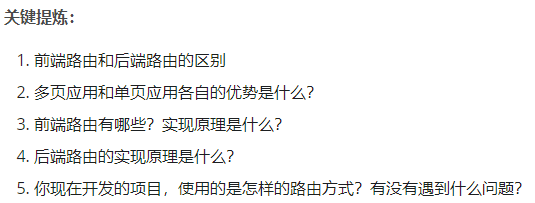 关键提炼：
1. 前端路由和后端路由的区别
2. 多页应用和单页应用各自的优势是什么？
3. 前端路由有哪些？实现原理是什么？
4. 后端路由的实现原理是什么？
5. 你现在开发的项目，使用的是怎样的路由方式？有没有遇到什么问题？